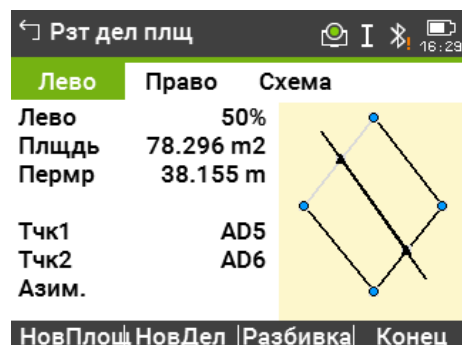 Рзт дел плщ I 16:29
Лево Право Схема
Лево 50%
Плщдь 78.296 m2
Пермр 38.155 m
Тчк1 AD5
Тчк2 AD6
Азим.
НовПлощ НовДел Разбивка Конец